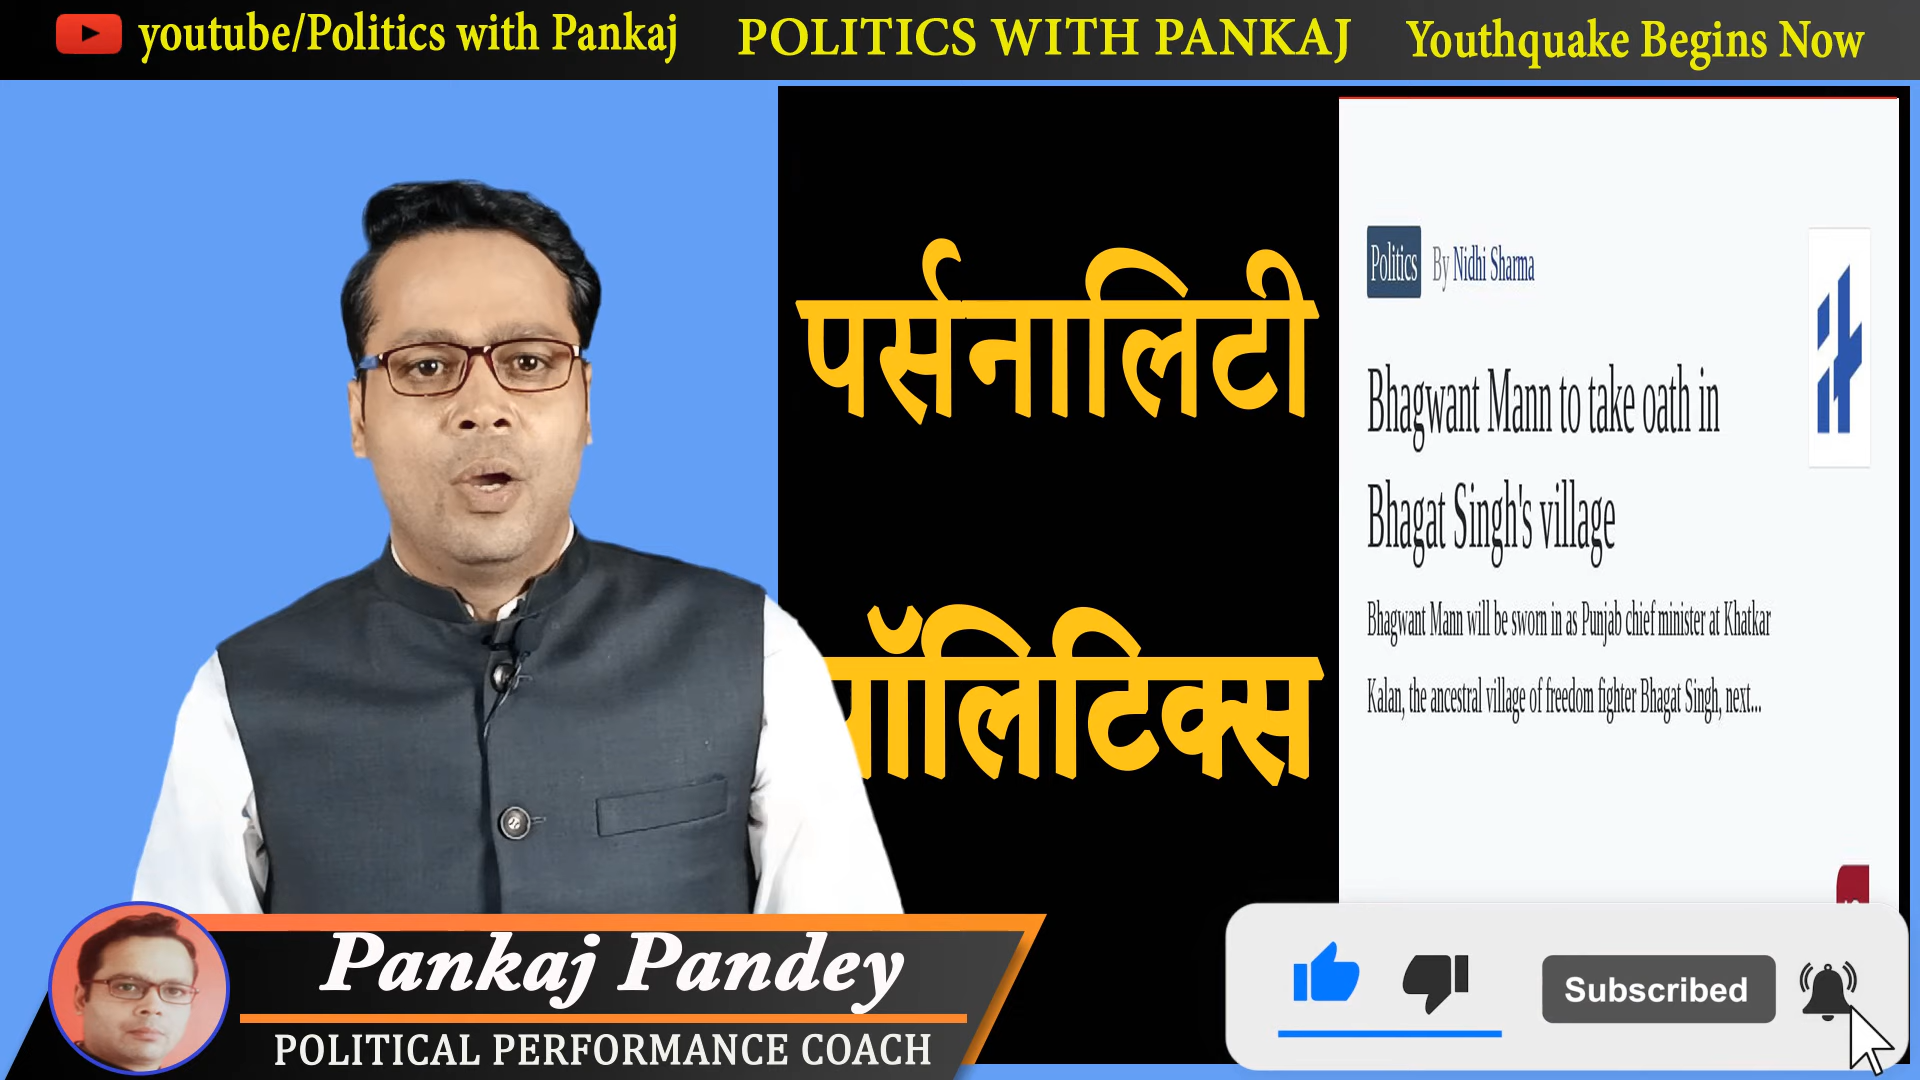 youtube/Politics with Pankaj
POLITICS WITH PANKAJ
Youthquake Begins Now
पर्सनालिटी
पॉलिटिक्स
Politics By Nidhi Sharma
Bhagwant Mann to take oath in
Bhagat Singh's village
Bhagwant Mann will be sworn in as Punjab chief minister at Khatkar
Kalan, the ancestral village of freedom fighter Bhagat Singh, next...
Pankaj Pandey
POLITICAL PERFORMANCE COACH
Subscribed